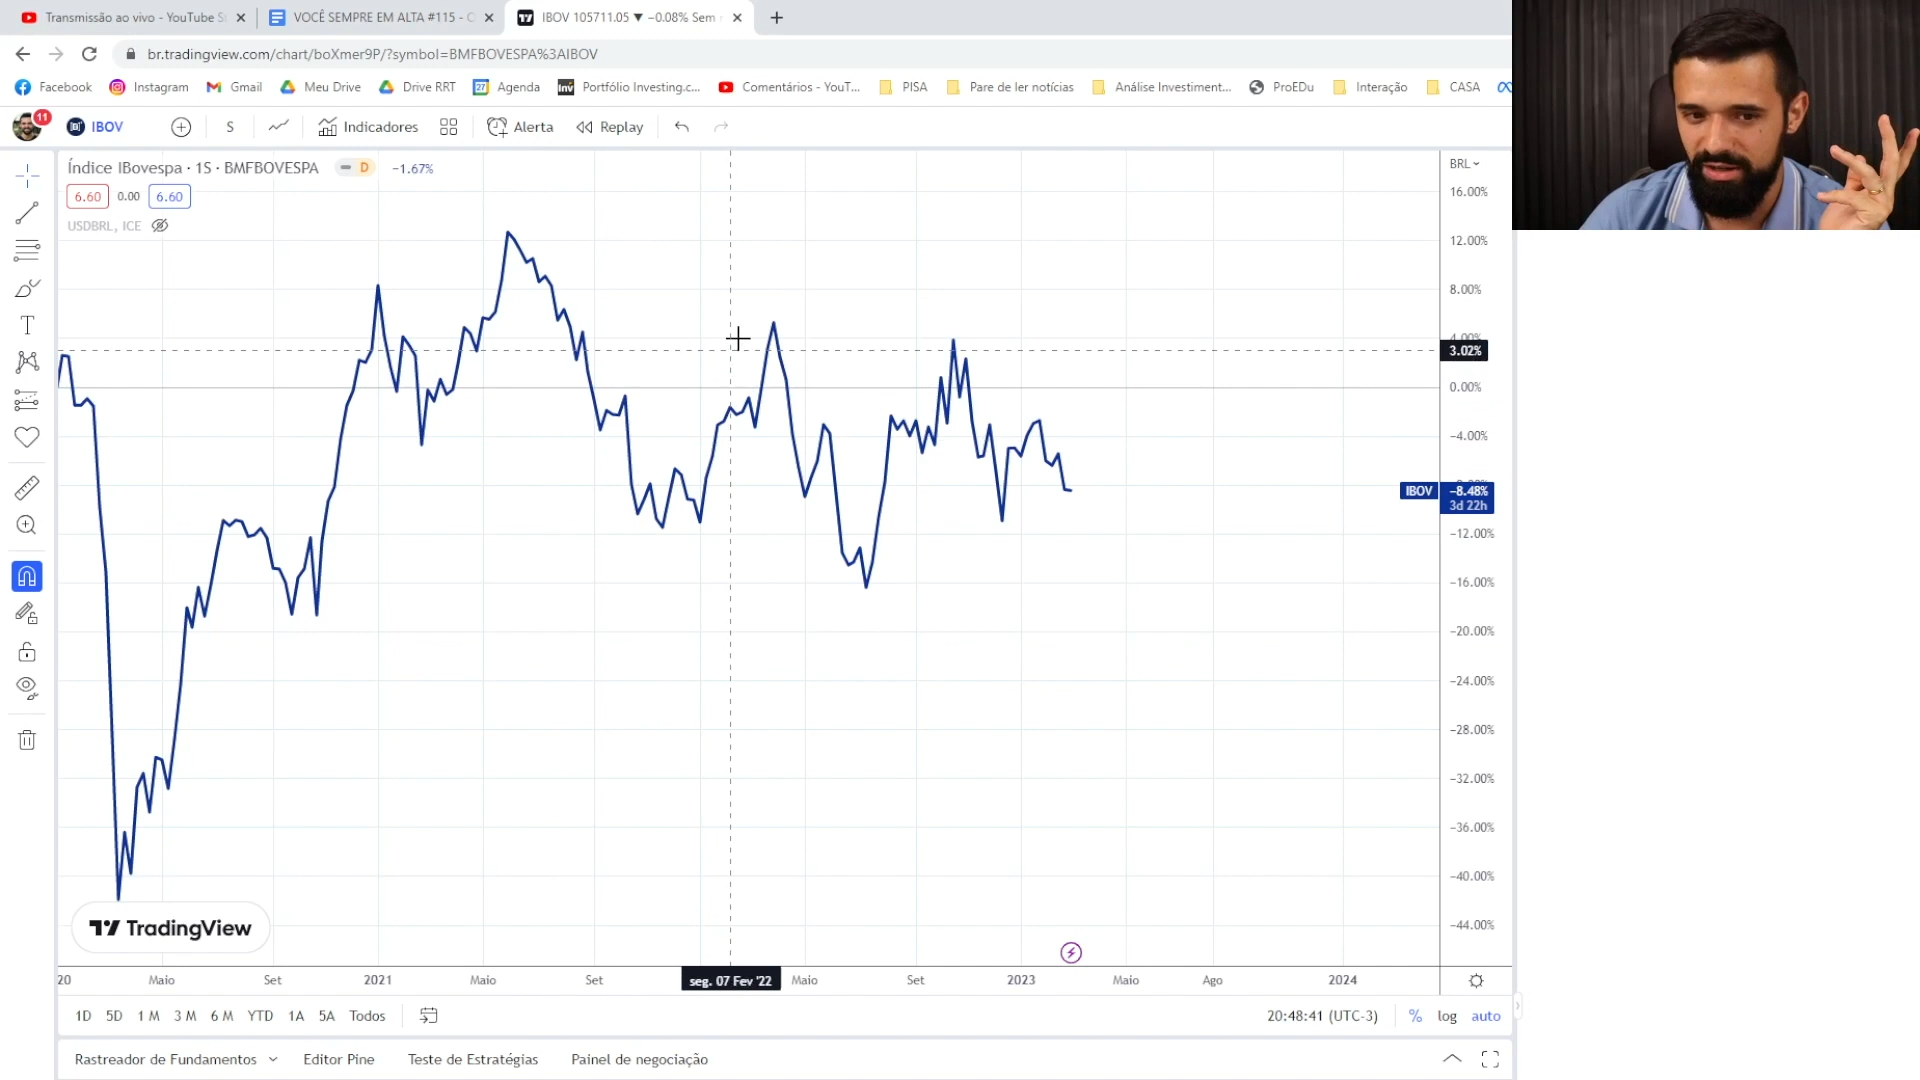 Transmissão ao vivo - YouTube S
VOCÊ SEMPRE EM ALTA #115 - C
IBOV 105711.05 ▼ −0.08% Sem
br.tradingview.com/chart/boXmer9P/?symbol=BMFBOVESPA%3AIBOV
Facebook
Instagram
Gmail
Meu Drive
Drive RRT
Agenda
Portfólio Investing.c...
Comentários - YouT...
PISA
Pare de ler notícias
Análise Investiment...
ProEdu
Interação
CASA
11
IBOV
S
Indicadores
Alerta
Replay
Índice IBovespa · 1S · BMFBOVESPA
D
−1.67%
BRL
6.60
0.00
6.60
USDBRL, ICE
16.00%
12.00%
8.00%
4.00%
3.02%
0.00%
−4.00%
IBOV
−8.48%
3d 22h
−12.00%
−16.00%
−20.00%
−24.00%
−28.00%
−32.00%
−36.00%
−40.00%
−44.00%
TradingView
20
Maio
Set
2021
Maio
Set
seg. 07 Fev '22
Maio
Set
2023
Maio
Ago
2024
1D
5D
1 M
3 M
6 M
YTD
1A
5A
Todos
20:48:41 (UTC-3)
%
log
auto
Rastreador de Fundamentos
Editor Pine
Teste de Estratégias
Painel de negociação